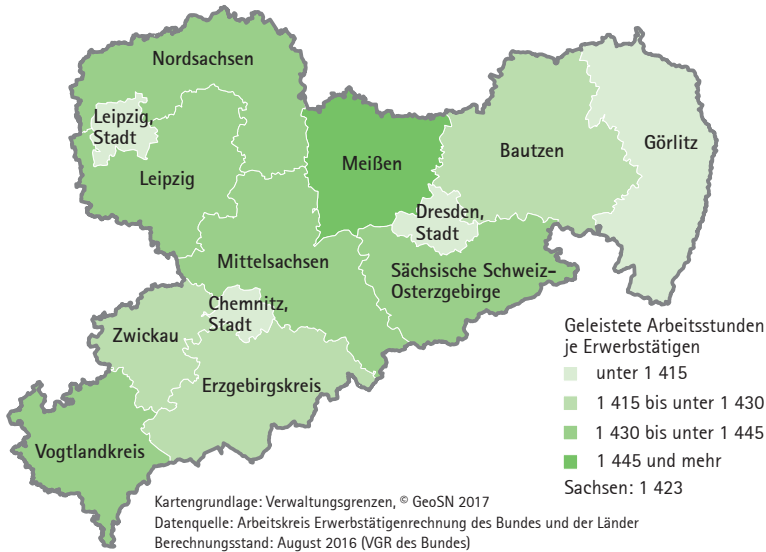 Nordsachsen
Leipzig,
Stadt
Leipzig
Meißen
Bautzen
Görlitz
Dresden,
Stadt
Mittelsachsen
Sächsische Schweiz-
Osterzgebirge
Chemnitz,
Stadt
Zwickau
Erzgebirgskreis
Vogtlandkreis
Geleistete Arbeitsstunden
je Erwerbstätigen
unter 1 415
1 415 bis unter 1 430
1 430 bis unter 1 445
1 445 und mehr
Sachsen: 1 423
Kartengrundlage: Verwaltungsgrenzen, © GeoSN 2017
Datenquelle: Arbeitskreis Erwerbstätigenrechnung des Bundes und der Länder
Berechnungsstand: August 2016 (VGR des Bundes)